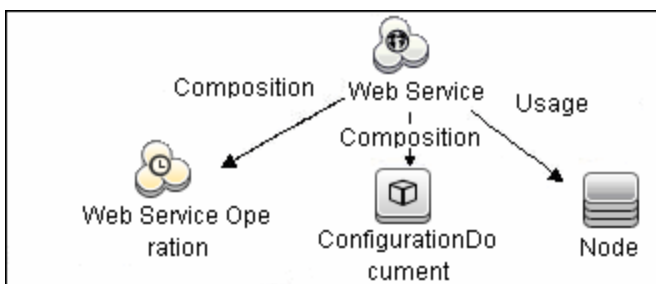 Web Service
Composition
Usage
Composition
Web Service Ope
ration
ConfigurationDo
cument
Node